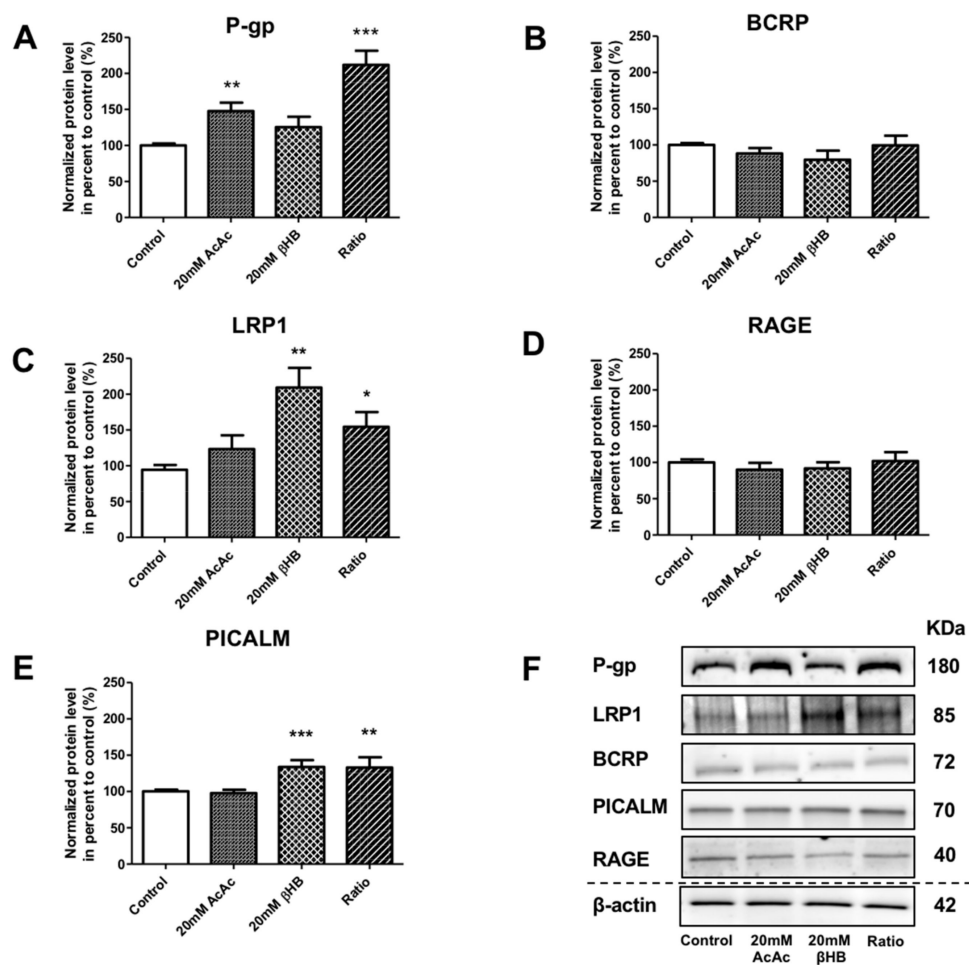 A
P-gp
Normalized protein level
in percent to control (%)
250
200
150
100
50
0
**
***
Control
20mM AcAc
20mM βHB
Ratio
B
BCRP
Normalized protein level
in percent to control (%)
250
200
150
100
50
0
Control
20mM AcAc
20mM βHB
Ratio
C
LRP1
Normalized protein level
in percent to control (%)
250
200
150
100
50
0
**
*
Control
20mM AcAc
20mM βHB
Ratio
D
RAGE
Normalized protein level
in percent to control (%)
250
200
150
100
50
0
Control
20mM AcAc
20mM βHB
Ratio
E
PICALM
Normalized protein level
in percent to control (%)
250
200
150
100
50
0
***
**
Control
20mM AcAc
20mM βHB
Ratio
F
KDa
P-gp 180
LRP1 85
BCRP 72
PICALM 70
RAGE 40
β-actin 42
Control 20mM 20mM Ratio
AcAc βHB